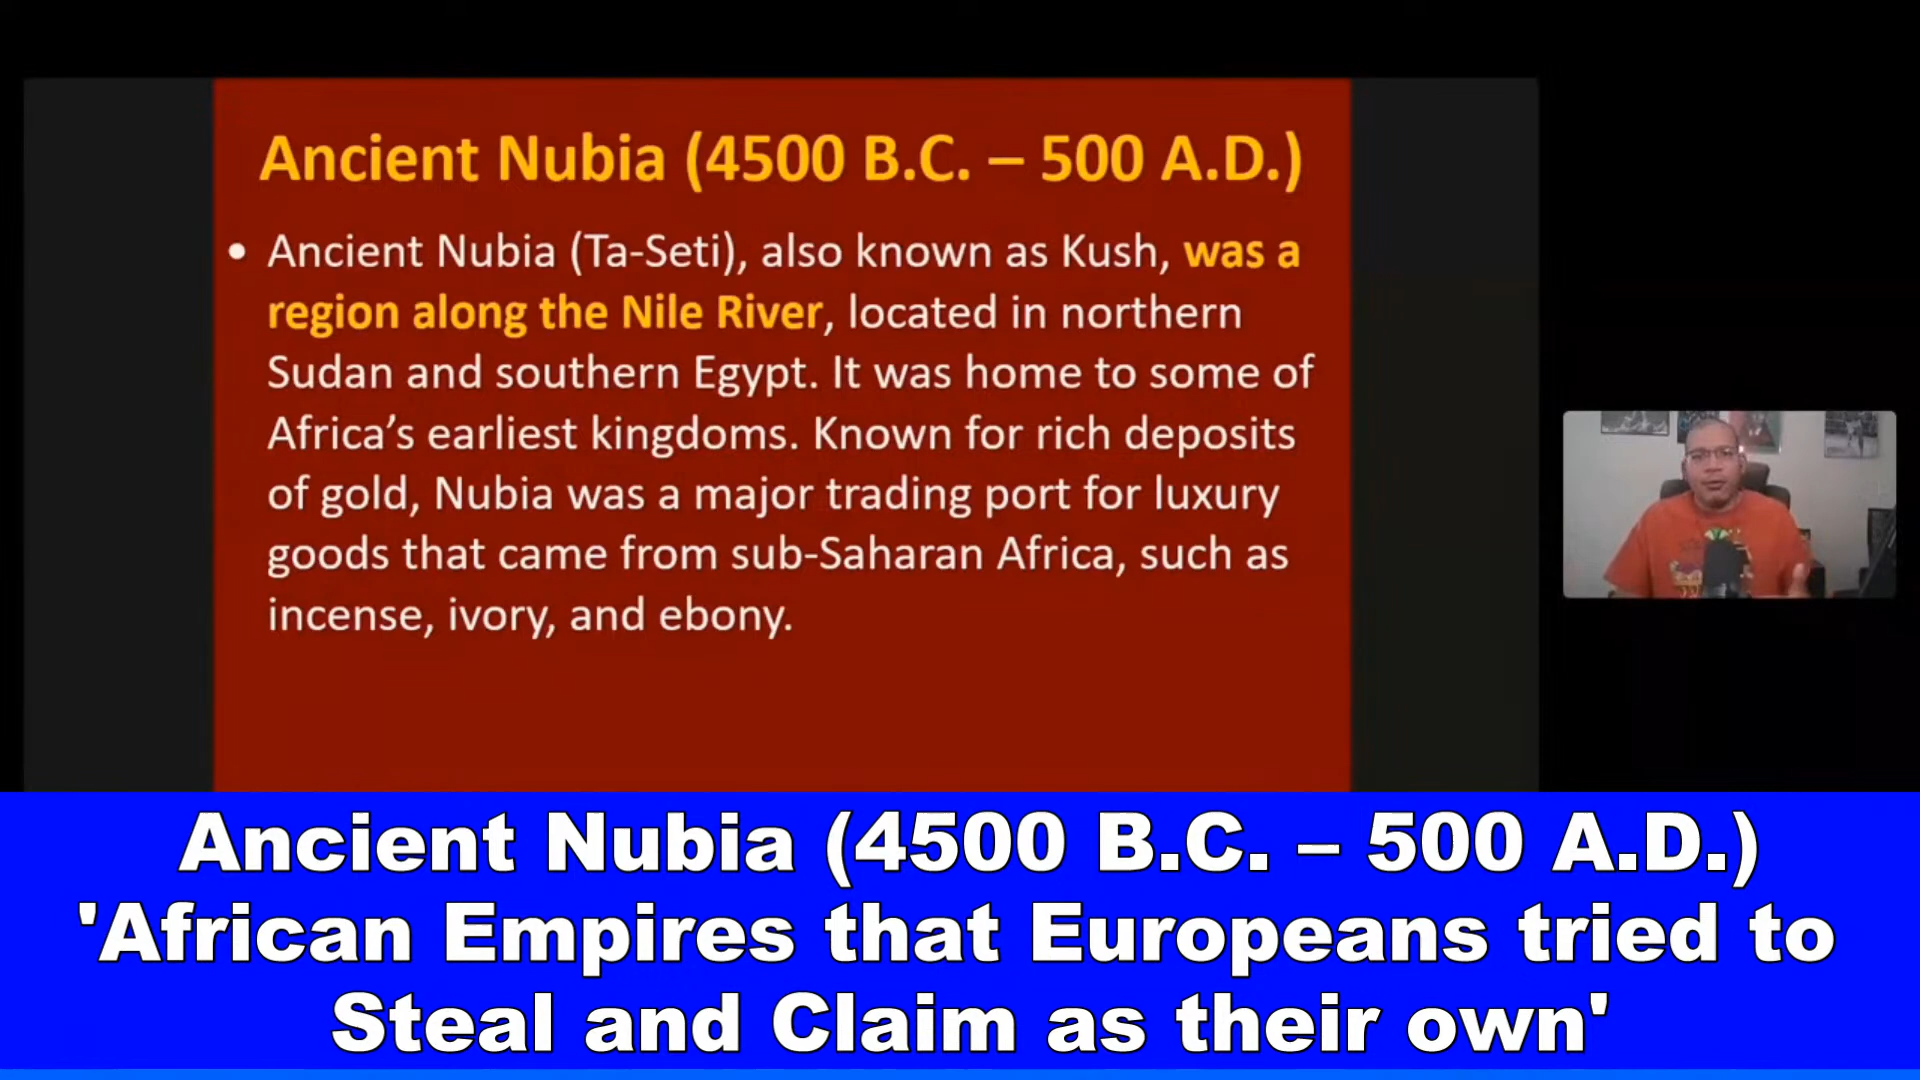 Ancient Nubia (4500 B.C. – 500 A.D.)
• Ancient Nubia (Ta-Seti), also known as Kush, was a
region along the Nile River, located in northern
Sudan and southern Egypt. It was home to some of
Africa’s earliest kingdoms. Known for rich deposits
of gold, Nubia was a major trading port for luxury
goods that came from sub-Saharan Africa, such as
incense, ivory, and ebony.
Ancient Nubia (4500 B.C. – 500 A.D.)
'African Empires that Europeans tried to
Steal and Claim as their own'